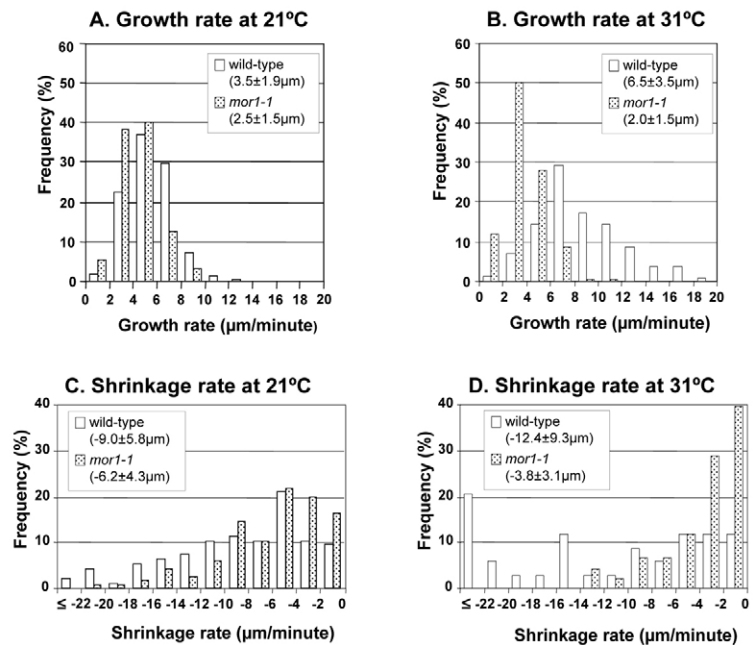 A. Growth rate at 21ºC
60
50
40
30
20
10
0
Frequency (%)
wild-type
(3.5±1.9µm)
mor1-1
(2.5±1.5µm)
0 2 4 6 8 10 12 14 16 18 20
Growth rate (µm/minute)
B. Growth rate at 31ºC
60
50
40
30
20
10
0
Frequency (%)
wild-type
(6.5±3.5µm)
mor1-1
(2.0±1.5µm)
0 2 4 6 8 10 12 14 16 18 20
Growth rate (µm/minute)
C. Shrinkage rate at 21ºC
40
30
20
10
0
Frequency (%)
wild-type
(-9.0±5.8µm)
mor1-1
(-6.2±4.3µm)
≤ -22 -20 -18 -16 -14 -12 -10 -8 -6 -4 -2 0
Shrinkage rate (µm/minute)
D. Shrinkage rate at 31ºC
40
30
20
10
0
Frequency (%)
wild-type
(-12.4±9.3µm)
mor1-1
(-3.8±3.1µm)
≤ -22 -20 -18 -16 -14 -12 -10 -8 -6 -4 -2 0
Shrinkage rate (µm/minute)